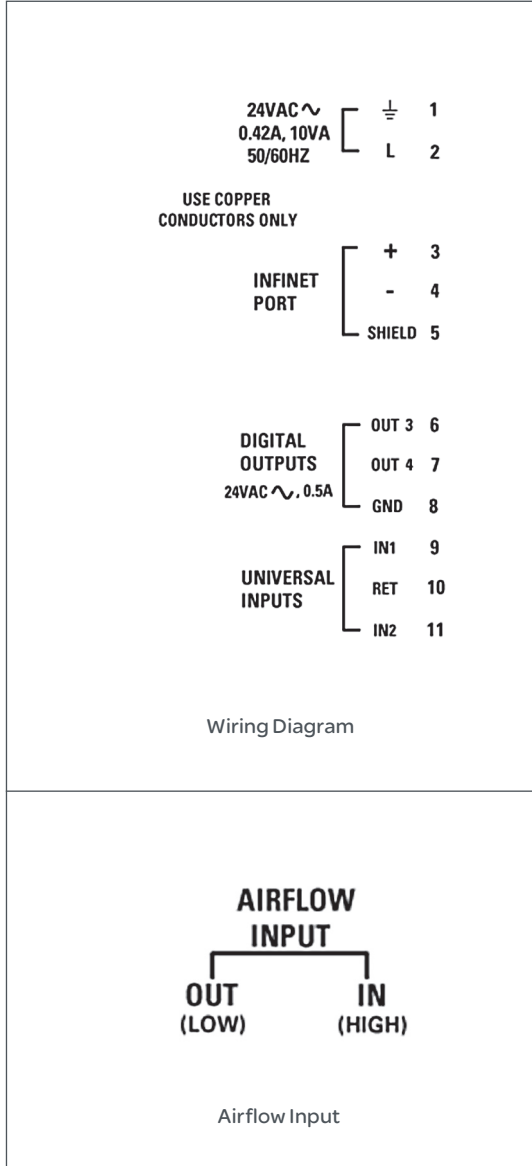 24VAC ∿ ⏚ 1
0.42A, 10VA
50/60HZ L 2
USE COPPER
CONDUCTORS ONLY
+ 3
INFINET - 4
PORT
SHIELD 5
OUT 3 6
DIGITAL
OUTPUTS OUT 4 7
24VAC ∿, 0.5A
GND 8
IN1 9
UNIVERSAL RET 10
INPUTS
IN2 11
Wiring Diagram
AIRFLOW
INPUT
OUT IN
(LOW) (HIGH)
Airflow Input